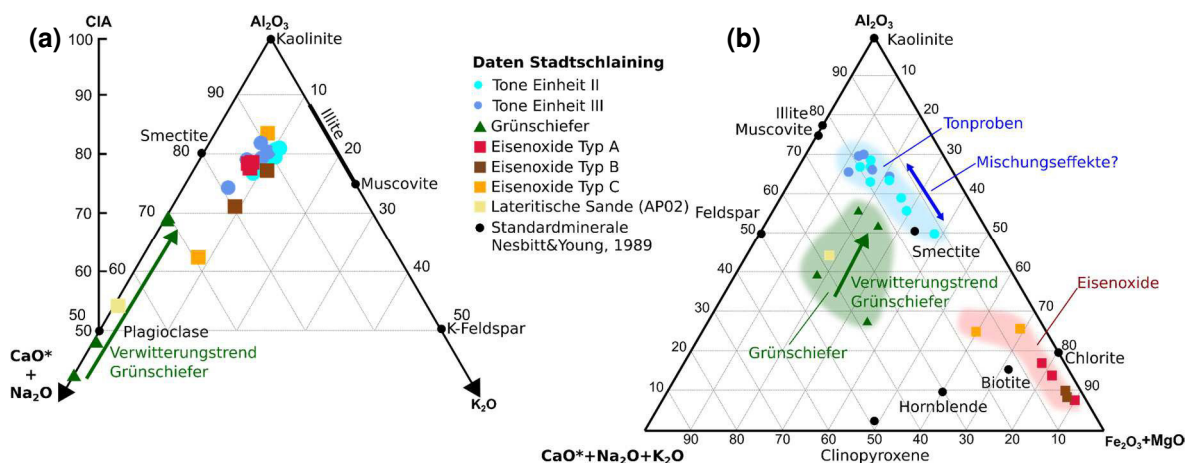 (a)
CIA
100
90
80
70
60
50
Al₂O₃
Kaolinite
90
10
Illite
Smectite
80
20
Muscovite
70
30
60
40
50
Plagioclase
50
K-Feldspar
CaO*
+
Na₂O
Verwitterungstrend
Grünschiefer
K₂O
Daten Stadtschlaining
Tone Einheit II
Tone Einheit III
Grünschiefer
Eisenoxide Typ A
Eisenoxide Typ B
Eisenoxide Typ C
Lateritische Sande (AP02)
Standardminerale
Nesbitt&Young, 1989
(b)
Al₂O₃
Kaolinite
90
10
80
20
Illite
Muscovite
Tonproben
70
30
Mischungseffekte?
60
40
Feldspar
50
50
Smectite
40
60
Verwitterungstrend
Grünschiefer
Eisenoxide
30
70
Grünschiefer
20
80
Chlorite
Biotite
10
90
Hornblende
90
80
70
60
50
40
30
20
10
CaO*+Na₂O+K₂O
Clinopyroxene
Fe₂O₃+MgO